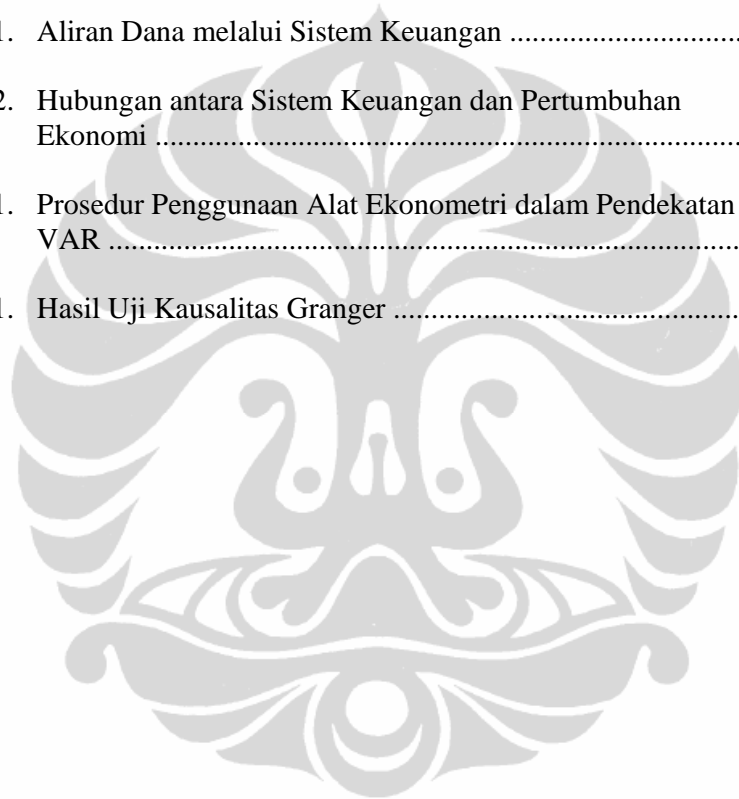 1. Aliran Dana melalui Sistem Keuangan ...............................
2. Hubungan antara Sistem Keuangan dan Pertumbuhan
Ekonomi ..............................................................................
1. Prosedur Penggunaan Alat Ekonometri dalam Pendekatan
VAR .....................................................................................
1. Hasil Uji Kausalitas Granger ...............................................